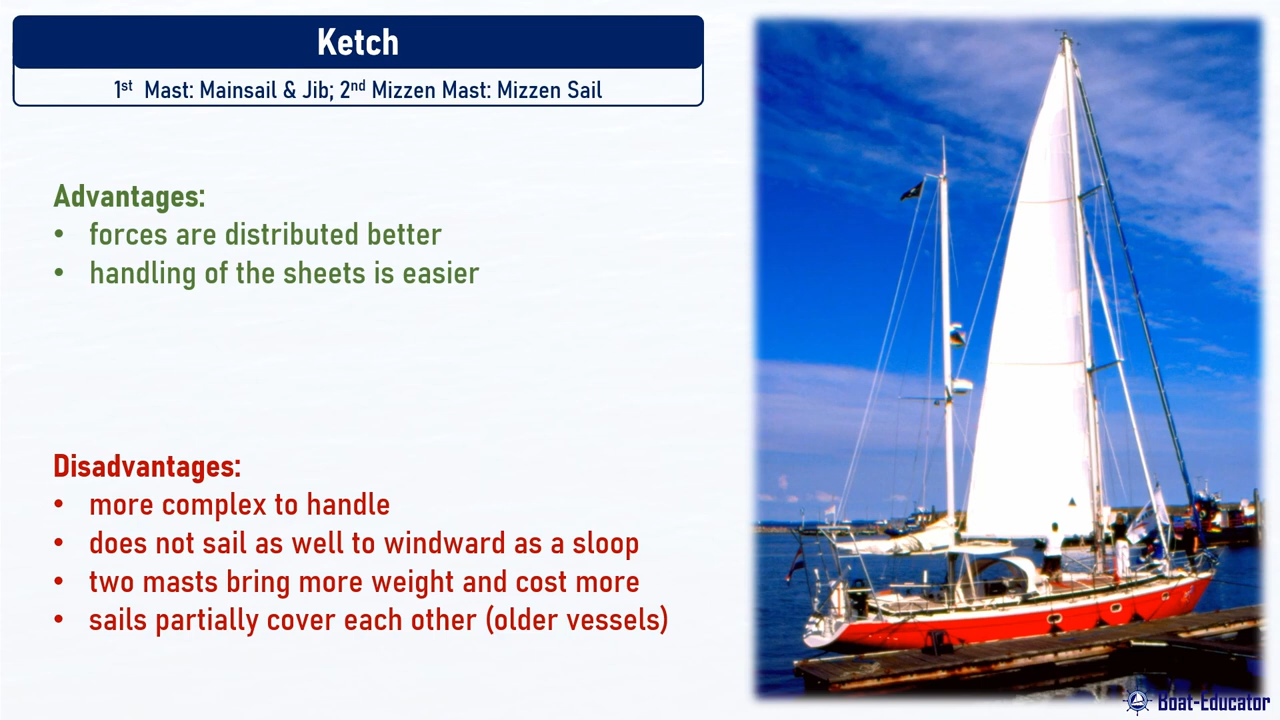 Ketch
1st Mast: Mainsail & Jib; 2nd Mizzen Mast: Mizzen Sail
Advantages:
• forces are distributed better
• handling of the sheets is easier
Disadvantages:
• more complex to handle
• does not sail as well to windward as a sloop
• two masts bring more weight and cost more
• sails partially cover each other (older vessels)
Boat-Educator